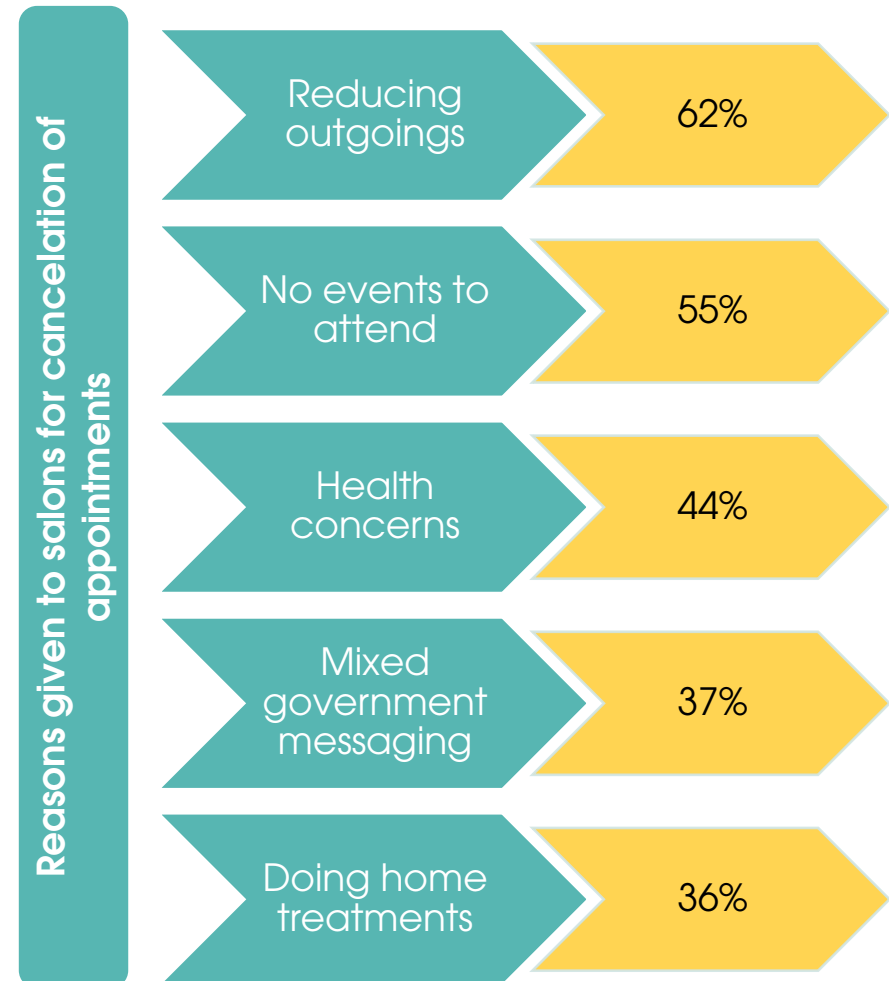 Reasons given to salons for cancelation of
appointments
Reducing
outgoings
62%
No events to
attend
55%
Health
concerns
44%
Mixed
government
messaging
37%
Doing home
treatments
36%